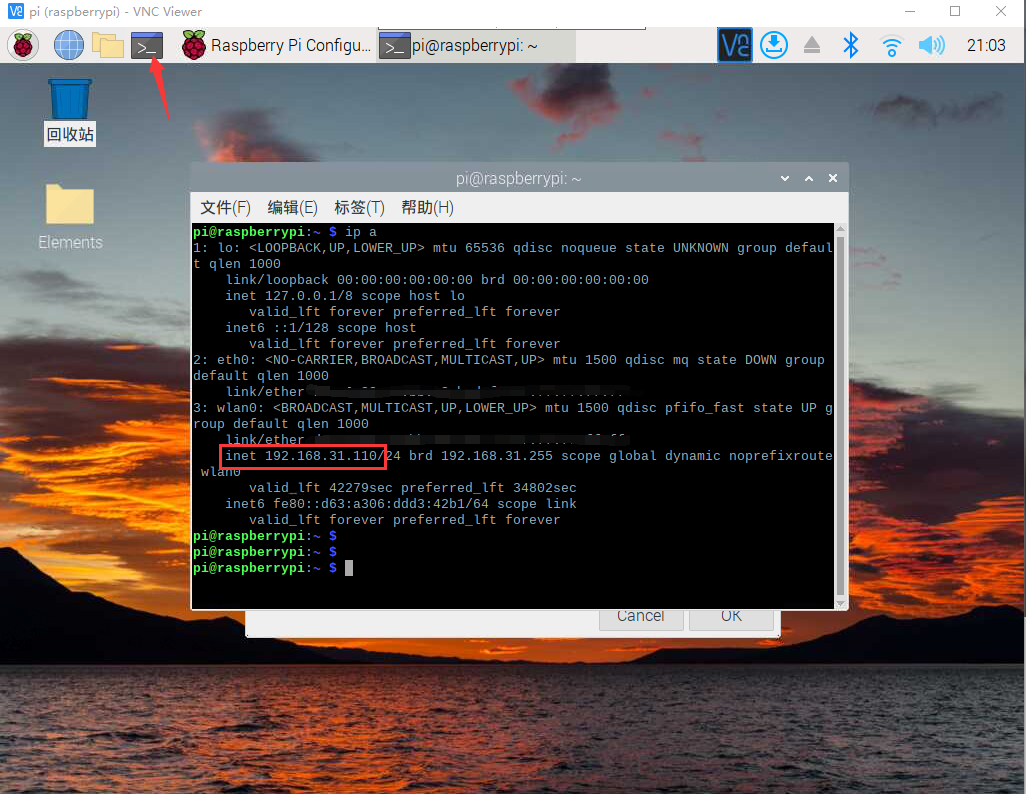 pi (raspberrypi) - VNC Viewer
Raspberry Pi Configu...
pi@raspberrypi: ~
21:03
回收站
Elements
pi@raspberrypi: ~
文件(F) 编辑(E) 标签(T) 帮助(H)
pi@raspberrypi:~ $ ip a
1: lo: <LOOPBACK,UP,LOWER_UP> mtu 65536 qdisc noqueue state UNKNOWN group defaul
t qlen 1000
link/loopback 00:00:00:00:00:00 brd 00:00:00:00:00:00
inet 127.0.0.1/8 scope host lo
valid_lft forever preferred_lft forever
inet6 ::1/128 scope host
valid_lft forever preferred_lft forever
2: eth0: <NO-CARRIER,BROADCAST,MULTICAST,UP> mtu 1500 qdisc mq state DOWN group
default qlen 1000
link/ether
3: wlan0: <BROADCAST,MULTICAST,UP,LOWER_UP> mtu 1500 qdisc pfifo_fast state UP g
roup default qlen 1000
link/ether
inet 192.168.31.110/24 brd 192.168.31.255 scope global dynamic noprefixroute
wlan0
valid_lft 42279sec preferred_lft 34802sec
inet6 fe80::d63:a306:ddd3:42b1/64 scope link
valid_lft forever preferred_lft forever
pi@raspberrypi:~ $
pi@raspberrypi:~ $
pi@raspberrypi:~ $
Cancel OK